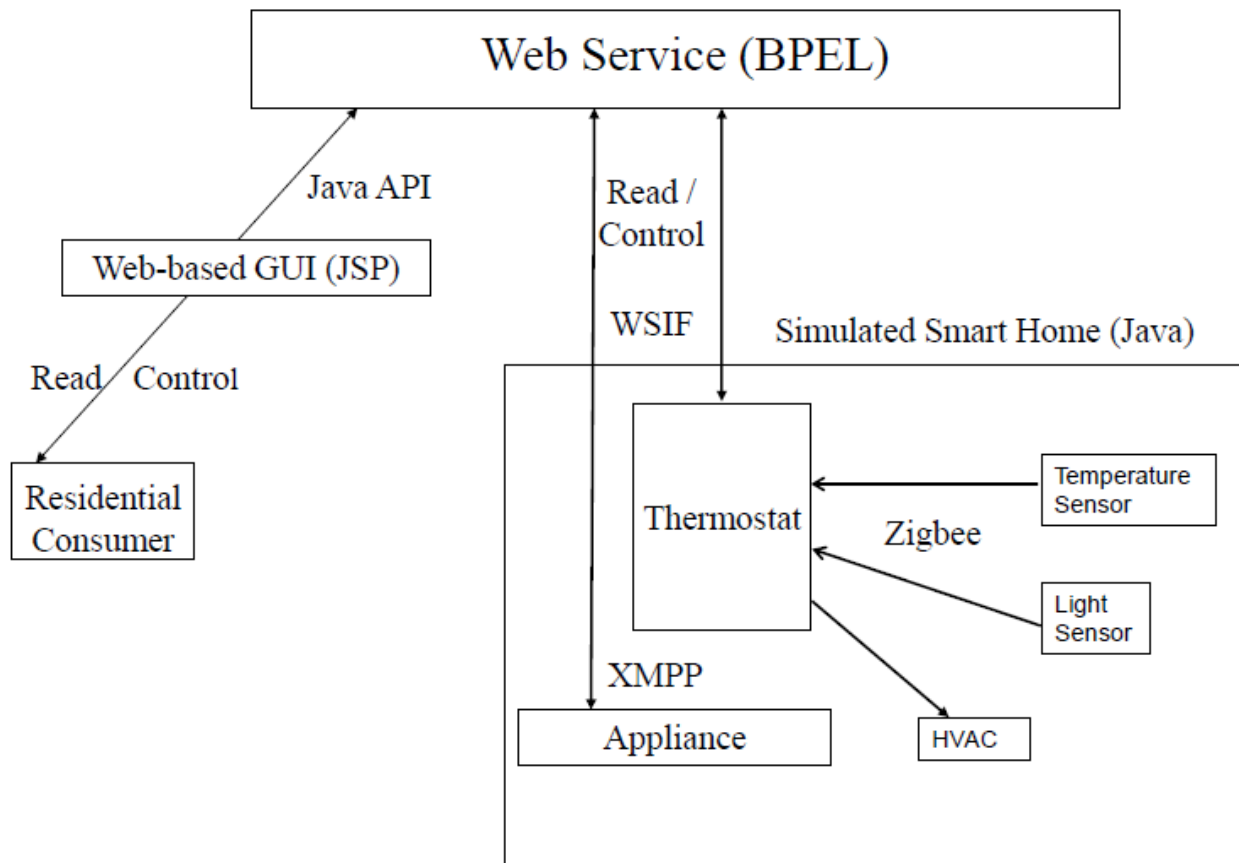 Web Service (BPEL)
Java API
Read /
Control
Web-based GUI (JSP)
WSIF
Simulated Smart Home (Java)
Read Control
Residential
Consumer
Temperature
Sensor
Thermostat
Zigbee
Light
Sensor
XMPP
Appliance
HVAC